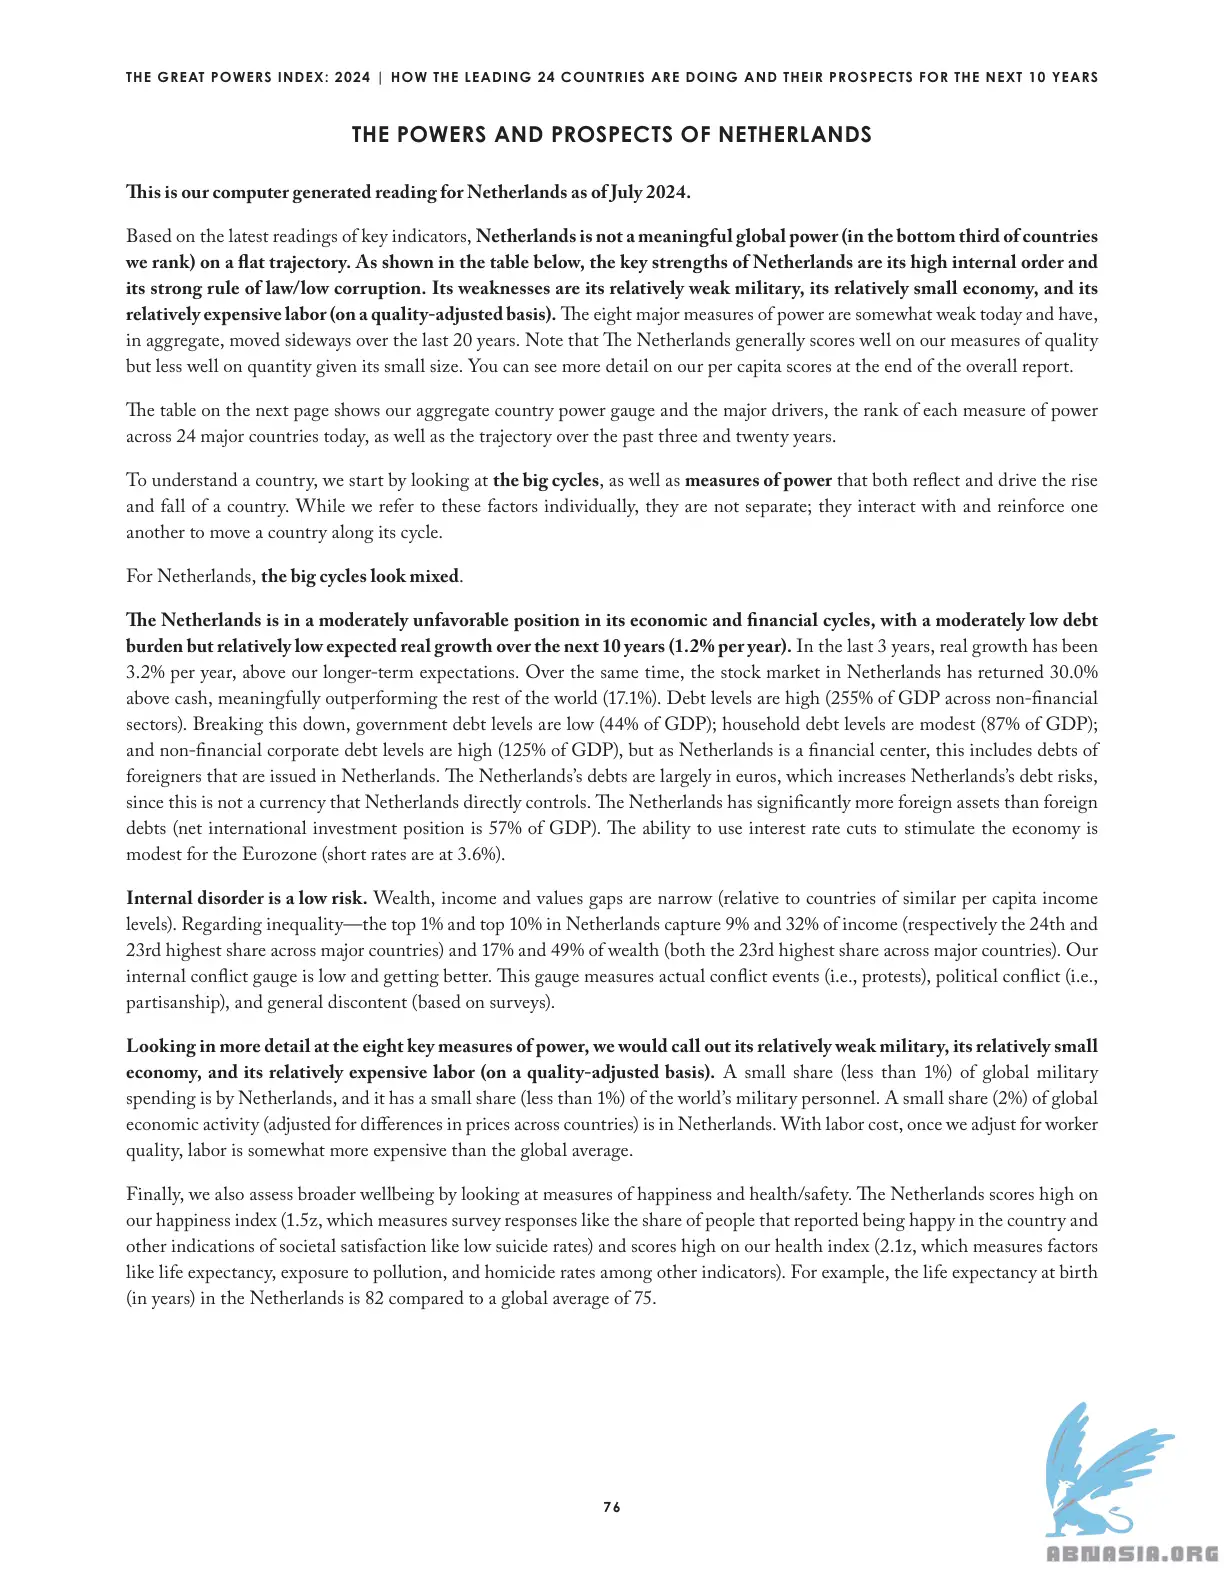 THE GREAT POWERS INDEX: 2024 | HOW THE LEADING 24 COUNTRIES ARE DOING AND THEIR PROSPECTS FOR THE NEXT 10 YEARS
THE POWERS AND PROSPECTS OF NETHERLANDS
This is our computer generated reading for Netherlands as of July 2024.
Based on the latest readings of key indicators, Netherlands is not a meaningful global power (in the bottom third of countries
we rank) on a flat trajectory. As shown in the table below, the key strengths of Netherlands are its high internal order and
its strong rule of law/low corruption. Its weaknesses are its relatively weak military, its relatively small economy, and its
relatively expensive labor (on a quality-adjusted basis). The eight major measures of power are somewhat weak today and have,
in aggregate, moved sideways over the last 20 years. Note that The Netherlands generally scores well on our measures of quality
but less well on quantity given its small size. You can see more detail on our per capita scores at the end of the overall report.
The table on the next page shows our aggregate country power gauge and the major drivers, the rank of each measure of power
across 24 major countries today, as well as the trajectory over the past three and twenty years.
To understand a country, we start by looking at the big cycles, as well as measures of power that both reflect and drive the rise
and fall of a country. While we refer to these factors individually, they are not separate; they interact with and reinforce one
another to move a country along its cycle.
For Netherlands, the big cycles look mixed.
The Netherlands is in a moderately unfavorable position in its economic and financial cycles, with a moderately low debt
burden but relatively low expected real growth over the next 10 years (1.2% per year). In the last 3 years, real growth has been
3.2% per year, above our longer-term expectations. Over the same time, the stock market in Netherlands has returned 30.0%
above cash, meaningfully outperforming the rest of the world (17.1%). Debt levels are high (255% of GDP across non-financial
sectors). Breaking this down, government debt levels are low (44% of GDP); household debt levels are modest (87% of GDP);
and non-financial corporate debt levels are high (125% of GDP), but as Netherlands is a financial center, this includes debts of
foreigners that are issued in Netherlands. The Netherlands's debts are largely in euros, which increases Netherlands's debt risks,
since this is not a currency that Netherlands directly controls. The Netherlands has significantly more foreign assets than foreign
debts (net international investment position is 57% of GDP). The ability to use interest rate cuts to stimulate the economy is
modest for the Eurozone (short rates are at 3.6%).
Internal disorder is a low risk. Wealth, income and values gaps are narrow (relative to countries of similar per capita income
levels). Regarding inequality—the top 1% and top 10% in Netherlands capture 9% and 32% of income (respectively the 24th and
23rd highest share across major countries) and 17% and 49% of wealth (both the 23rd highest share across major countries). Our
internal conflict gauge is low and getting better. This gauge measures actual conflict events (i.e., protests), political conflict (i.e.,
partisanship), and general discontent (based on surveys).
Looking in more detail at the eight key measures of power, we would call out its relatively weak military, its relatively small
economy, and its relatively expensive labor (on a quality-adjusted basis). A small share (less than 1%) of global military
spending is by Netherlands, and it has a small share (less than 1%) of the world's military personnel. A small share (2%) of global
economic activity (adjusted for differences in prices across countries) is in Netherlands. With labor cost, once we adjust for worker
quality, labor is somewhat more expensive than the global average.
Finally, we also assess broader wellbeing by looking at measures of happiness and health/safety. The Netherlands scores high on
our happiness index (1.5z, which measures survey responses like the share of people that reported being happy in the country and
other indications of societal satisfaction like low suicide rates) and scores high on our health index (2.1z, which measures factors
like life expectancy, exposure to pollution, and homicide rates among other indicators). For example, the life expectancy at birth
(in years) in the Netherlands is 82 compared to a global average of 75.
76
ABNASIA.ORG